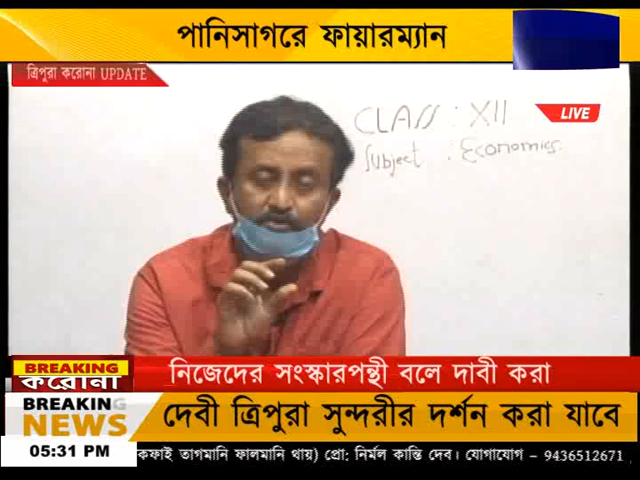 পানিসাগরে ফায়ারম্যান
ত্রিপুরা করোনা UPDATE
LIVE
CLASS : XII
Subject : Economics.
BREAKING
করোনা
নিজেদের সংস্কারপন্থী বলে দাবী করা
BREAKING
NEWS
দেবী ত্রিপুরা সুন্দরীর দর্শন করা যাবে
05:31 PM
কফাই তাগমানি ফালমানি থায়) প্রো: নির্মল কান্তি দেব। যোগাযোগ - 9436512671